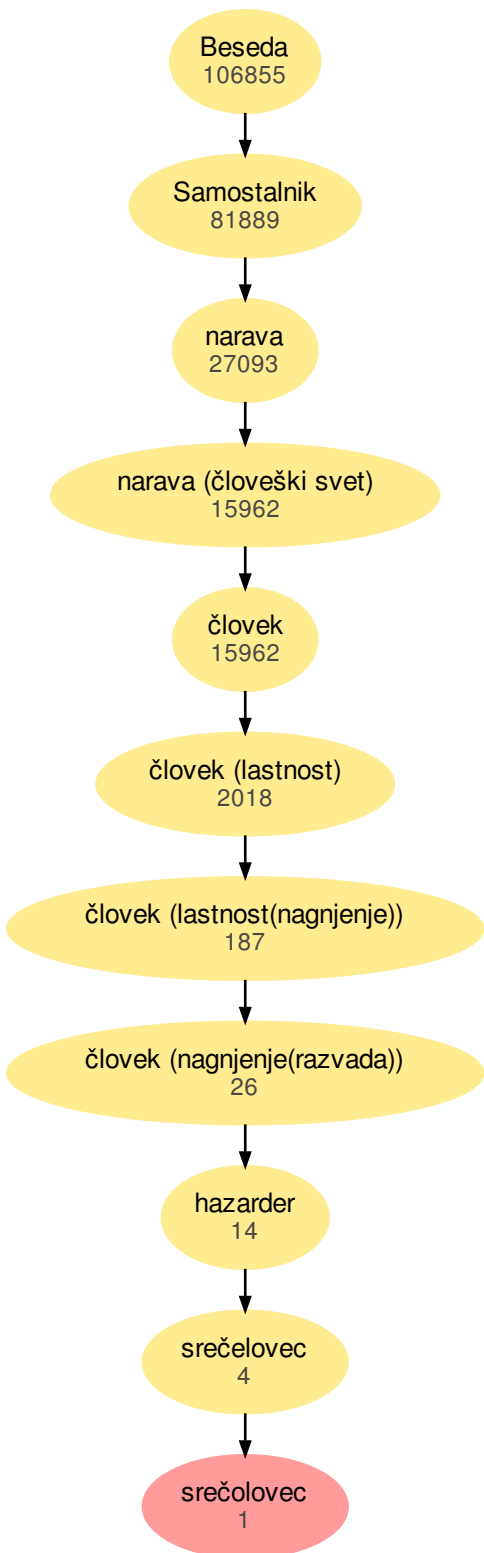 Beseda
106855
Samostalnik
81889
narava
27093
narava (človeški svet)
15962
človek
15962
človek (lastnost)
2018
človek (lastnost(nagnjenje))
187
človek (nagnjenje(razvada))
26
hazarder
14
srečelovec
4
srečolovec
1